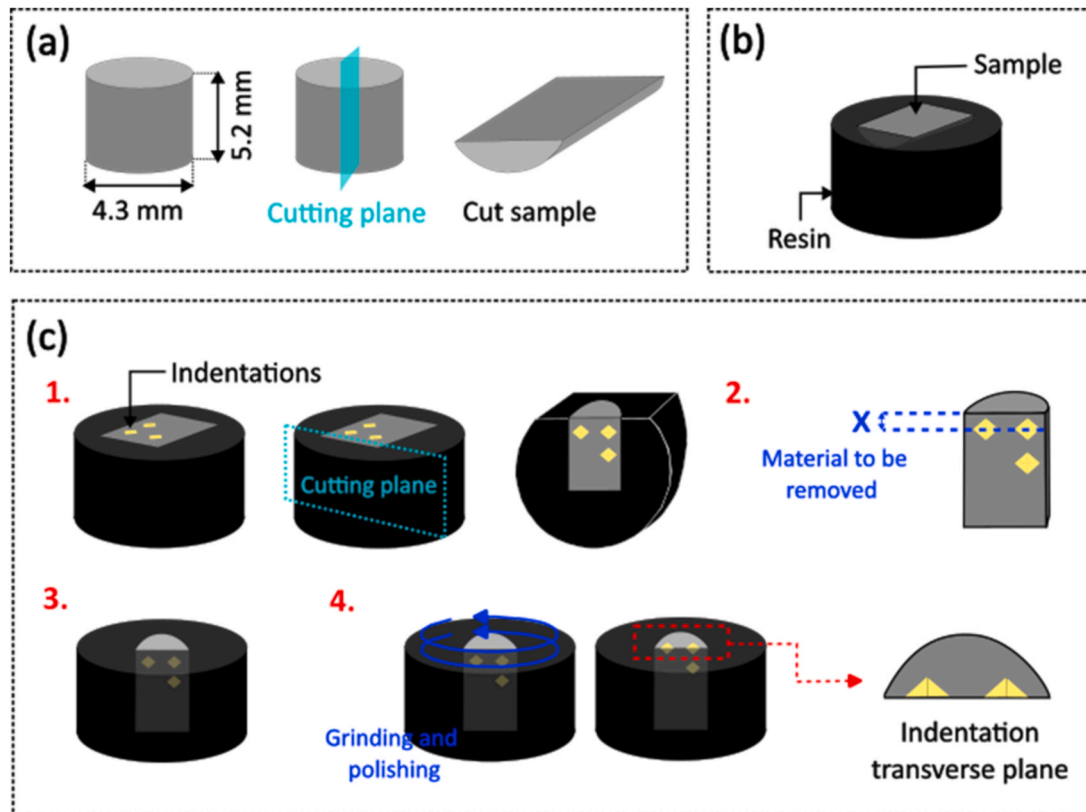 (a)
5.2 mm
4.3 mm
Cutting plane
Cut sample
(b)
Sample
Resin
(c)
1.
Indentations
Cutting plane
2.
X
Material to be
removed
3.
4.
Grinding and
polishing
Indentation
transverse plane